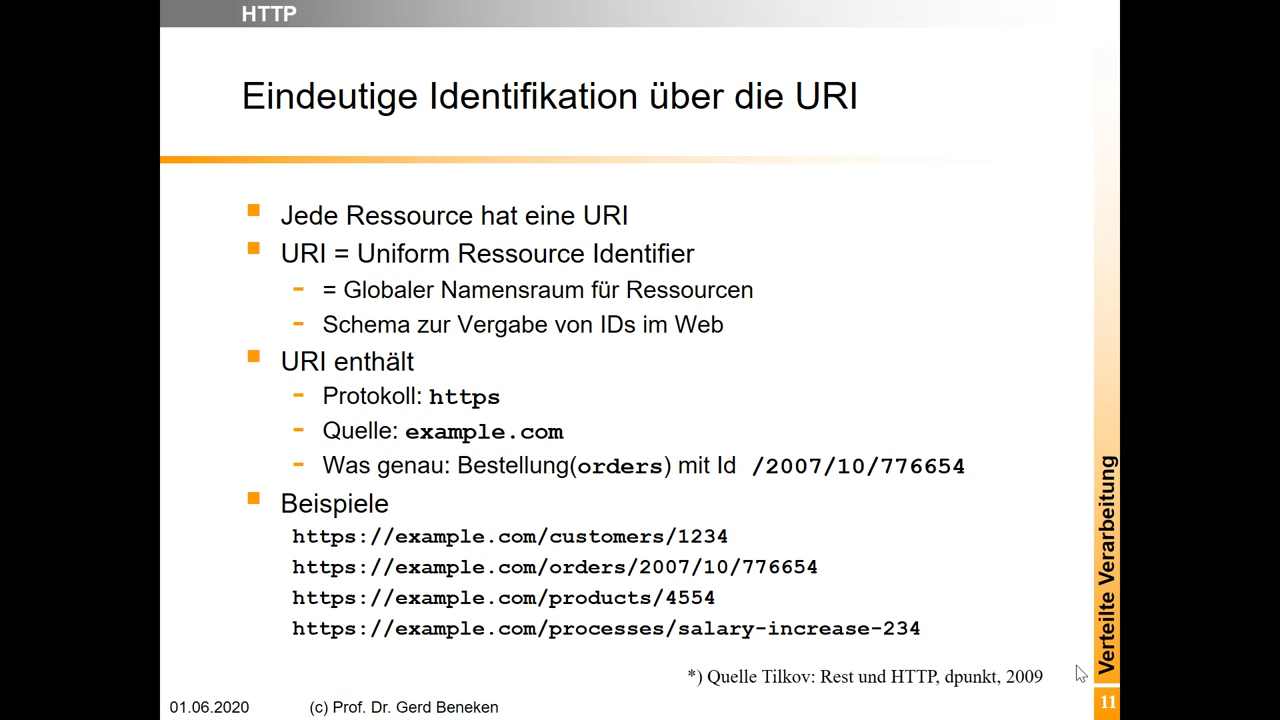 HTTP
Eindeutige Identifikation über die URI
Jede Ressource hat eine URI
URI = Uniform Ressource Identifier
= Globaler Namensraum für Ressourcen
Schema zur Vergabe von IDs im Web
URI enthält
Protokoll: https
Quelle: example.com
Was genau: Bestellung(orders) mit Id /2007/10/776654
Beispiele
https://example.com/customers/1234
https://example.com/orders/2007/10/776654
https://example.com/products/4554
https://example.com/processes/salary-increase-234
*) Quelle Tilkov: Rest und HTTP, dpunkt, 2009
Verteilte Verarbeitung
11
01.06.2020
(c) Prof. Dr. Gerd Beneken